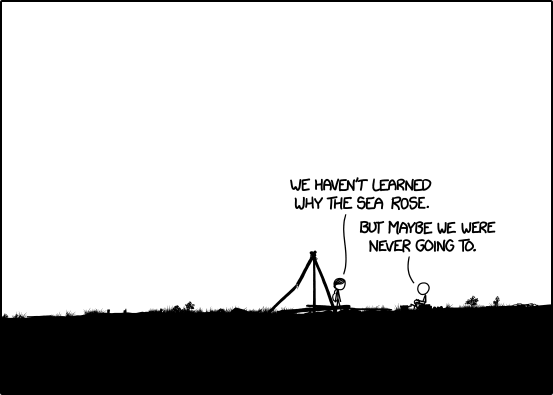 WE HAVEN'T LEARNED
WHY THE SEA ROSE.
BUT MAYBE WE WERE
NEVER GOING TO.